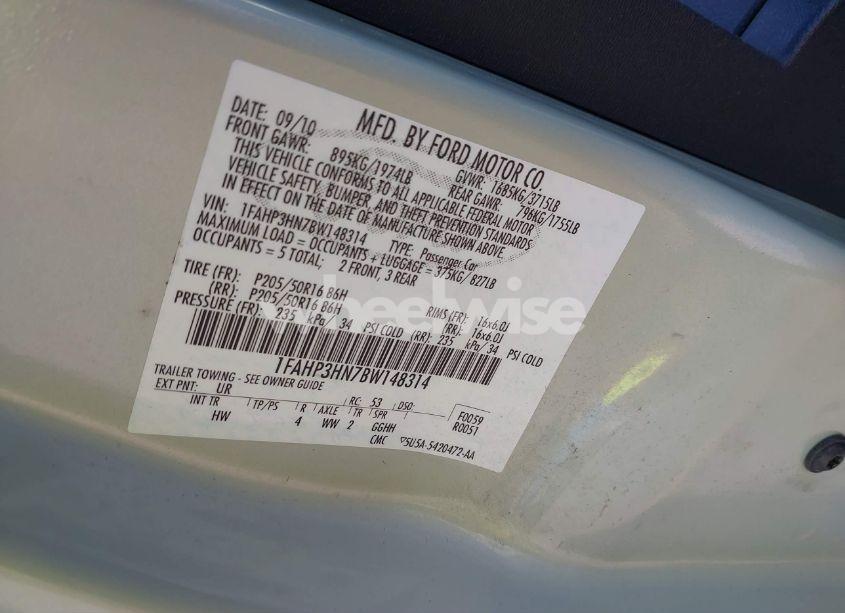 MFD. BY FORD MOTOR CO.
DATE: 09/10 GVWR: 1685KG/3715LB
FRONT GAWR: 895KG/1974LB REAR GAWR: 796KG/1755LB
THIS VEHICLE CONFORMS TO ALL APPLICABLE FEDERAL MOTOR
VEHICLE SAFETY, BUMPER, AND THEFT PREVENTION STANDARDS
IN EFFECT ON THE DATE OF MANUFACTURE SHOWN ABOVE.
VIN: 1FAHP3HN7BW148314 TYPE: Passenger Car
MAXIMUM LOAD = OCCUPANTS + LUGGAGE = 375KG/ 827LB
OCCUPANTS = 5 TOTAL; 2 FRONT, 3 REAR
TIRE (FR): P205/50R16 86H RIMS (FR): 16x6.0J
(RR): P205/50R16 86H (RR): 16x6.0J
PRESSURE (FR): 235 kPa/ 34 PSI COLD (RR): 235 kPa/ 34 PSI COLD
1FAHP3HN7BW148314
TRAILER TOWING - SEE OWNER GUIDE
EXT PNT: UR RC: 53 DSO: F0059
R0051
INT TR TP/PS R AXLE TR SPR
HW 4 WW 2 GGHH
CMC 5U5A-5420472-AA
wheelwise